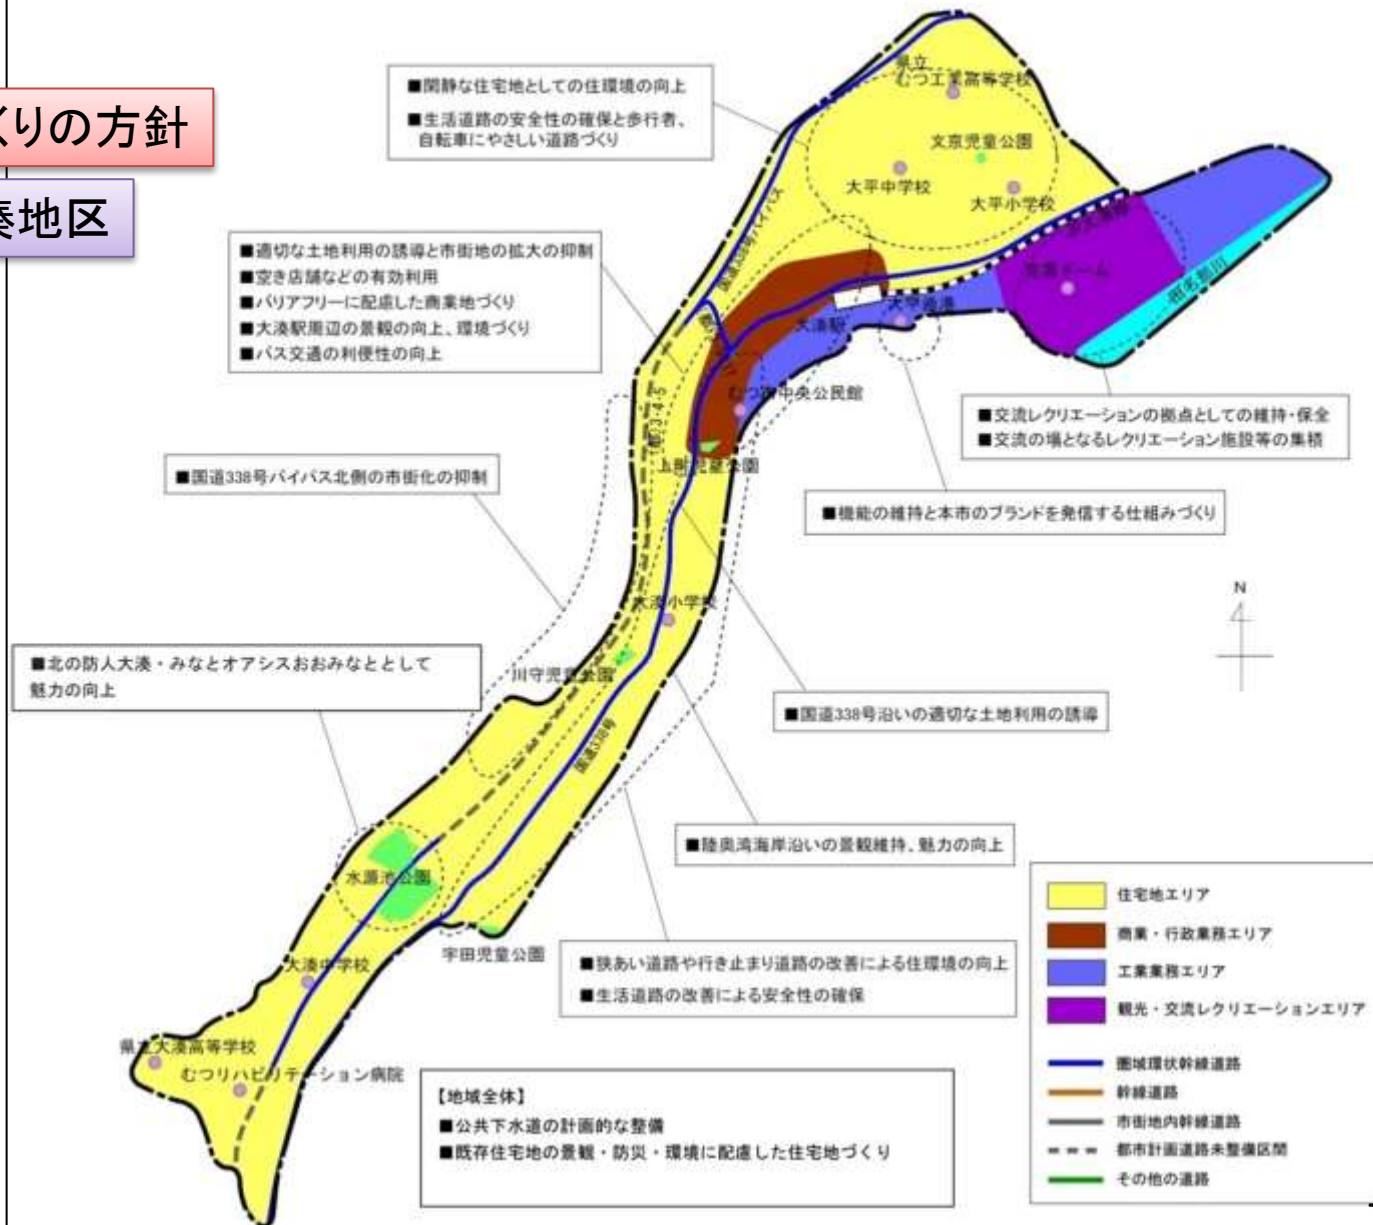 くりの方針
湊地区
■閑静な住宅地としての住環境の向上
■生活道路の安全性の確保と歩行者、
自転車にやさしい道路づくり
■適切な土地利用の誘導と市街地の拡大の抑制
■空き店舗などの有効利用
■バリアフリーに配慮した商業地づくり
■大湊駅周辺の景観の向上、環境づくり
■バス交通の利便性の向上
■国道338号バイパス北側の市街化の抑制
■北の防人大湊・みなとオアシスおおみなととして
魅力の向上
県立
むつ工業高等学校
文京児童公園
大平中学校
大平小学校
国道338号バイパス
大湊駅
田名部川
むつ市中央公民館
■交流レクリエーションの拠点としての維持・保全
■交流の場となるレクリエーション施設等の集積
■機能の維持と本市のブランドを発信する仕組みづくり
N
大湊小学校
川守児童公園
国道338号
■国道338号沿いの適切な土地利用の誘導
■陸奥湾海岸沿いの景観維持、魅力の向上
水源池公園
宇田児童公園
■狭あい道路や行き止まり道路の改善による住環境の向上
■生活道路の改善による安全性の確保
大湊中学校
県立大湊高等学校
むつリハビリテーション病院
【地域全体】
■公共下水道の計画的な整備
■既存住宅地の景観・防災・環境に配慮した住宅地づくり
住宅地エリア
商業・行政業務エリア
工業業務エリア
観光・交流レクリエーションエリア
圏域環状幹線道路
幹線道路
市街地内幹線道路
都市計画道路未整備区間
その他の道路